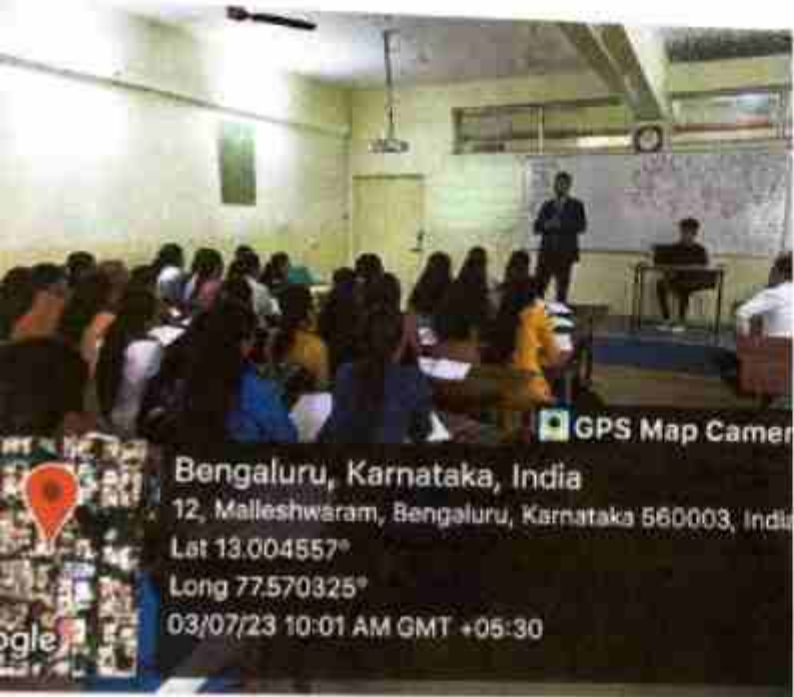 GPS Map Camer
Bengaluru, Karnataka, India
12, Malleshwaram, Bengaluru, Karnataka 560003, India
Lat 13.004557°
Long 77.570325°
03/07/23 10:01 AM GMT +05:30
ogle